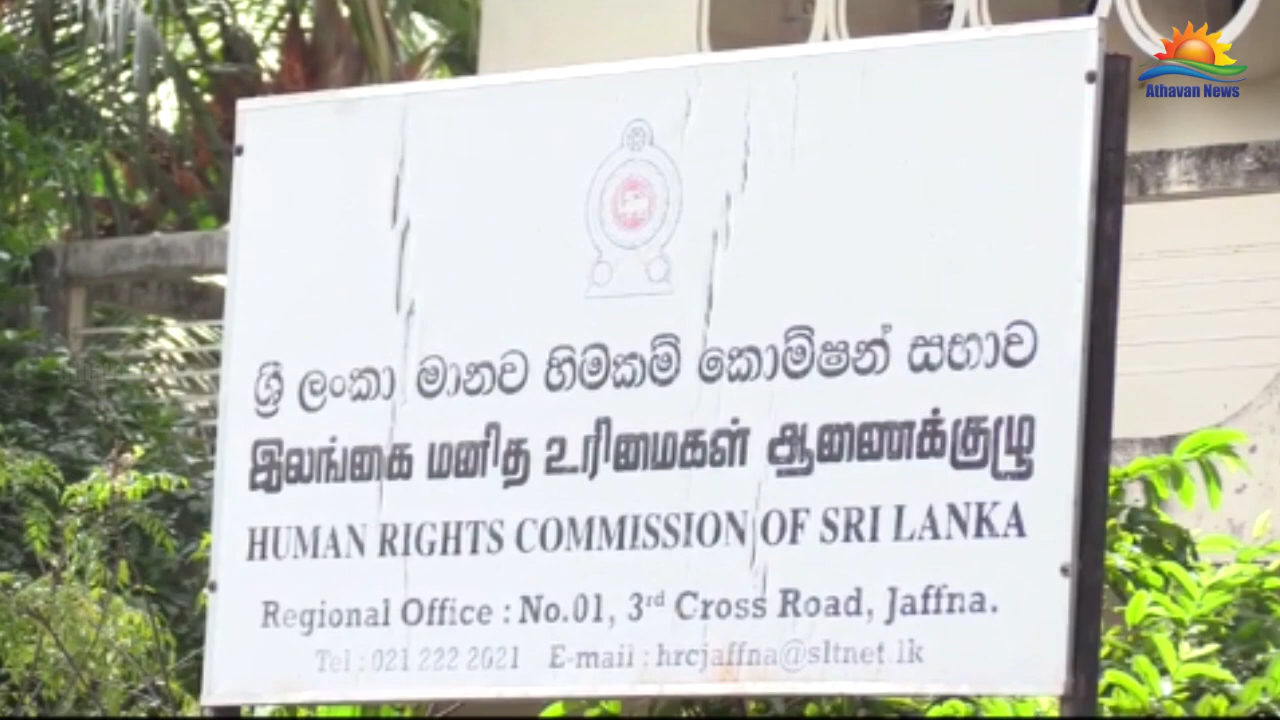 Athavan News
ශ්‍රී ලංකා මානව හිමකම් කොම්ෂන් සභාව
இலங்கை மனித உரிமைகள் ஆணைக்குழு
HUMAN RIGHTS COMMISSION OF SRI LANKA
Regional Office : No.01, 3rd Cross Road, Jaffna.
Tel : 021 222 2021 E-mail : hrcjaffna@sltnet.lk